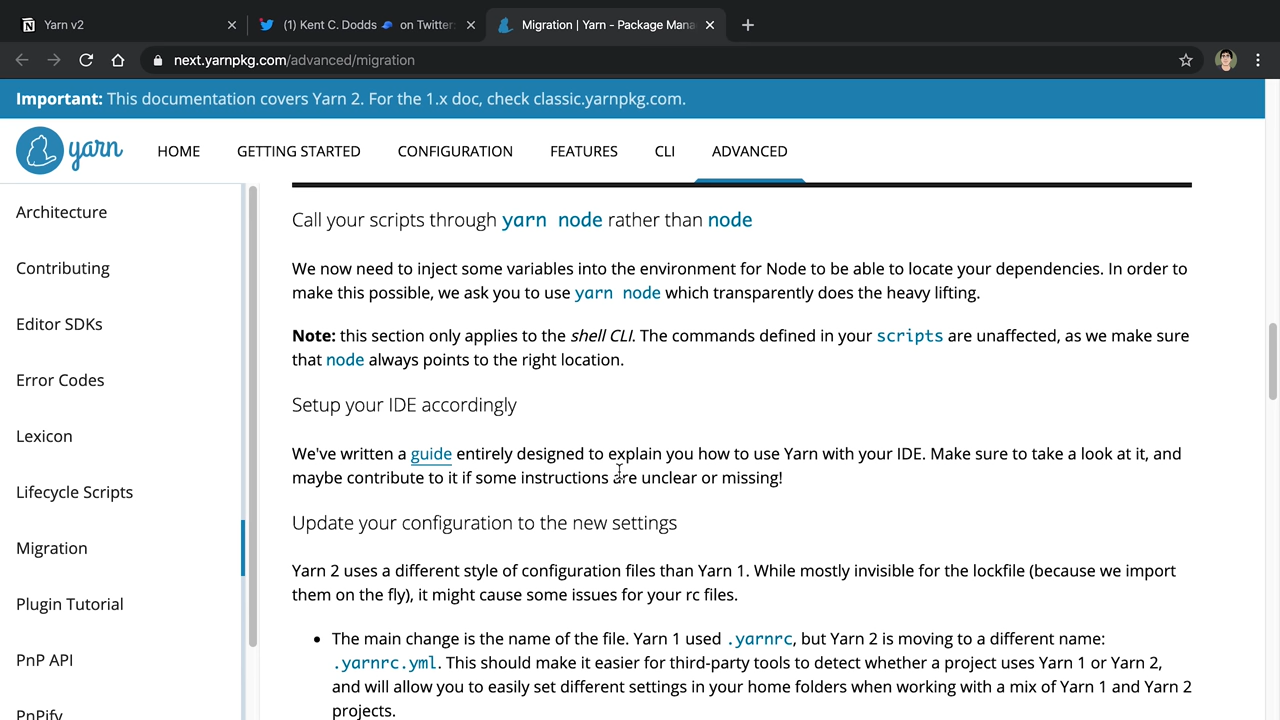 Yarn v2
(1) Kent C. Dodds 🧢 on Twitter:
Migration | Yarn - Package Mana
next.yarnpkg.com/advanced/migration
Important: This documentation covers Yarn 2. For the 1.x doc, check classic.yarnpkg.com.
yarn
HOME
GETTING STARTED
CONFIGURATION
FEATURES
CLI
ADVANCED
Architecture
Contributing
Editor SDKs
Error Codes
Lexicon
Lifecycle Scripts
Migration
Plugin Tutorial
PnP API
PnPify
Call your scripts through yarn node rather than node
We now need to inject some variables into the environment for Node to be able to locate your dependencies. In order to
make this possible, we ask you to use yarn node which transparently does the heavy lifting.
Note: this section only applies to the shell CLI. The commands defined in your scripts are unaffected, as we make sure
that node always points to the right location.
Setup your IDE accordingly
We've written a guide entirely designed to explain you how to use Yarn with your IDE. Make sure to take a look at it, and
maybe contribute to it if some instructions are unclear or missing!
Update your configuration to the new settings
Yarn 2 uses a different style of configuration files than Yarn 1. While mostly invisible for the lockfile (because we import
them on the fly), it might cause some issues for your rc files.
• The main change is the name of the file. Yarn 1 used .yarnrc, but Yarn 2 is moving to a different name:
.yarnrc.yml. This should make it easier for third-party tools to detect whether a project uses Yarn 1 or Yarn 2,
and will allow you to easily set different settings in your home folders when working with a mix of Yarn 1 and Yarn 2
projects.